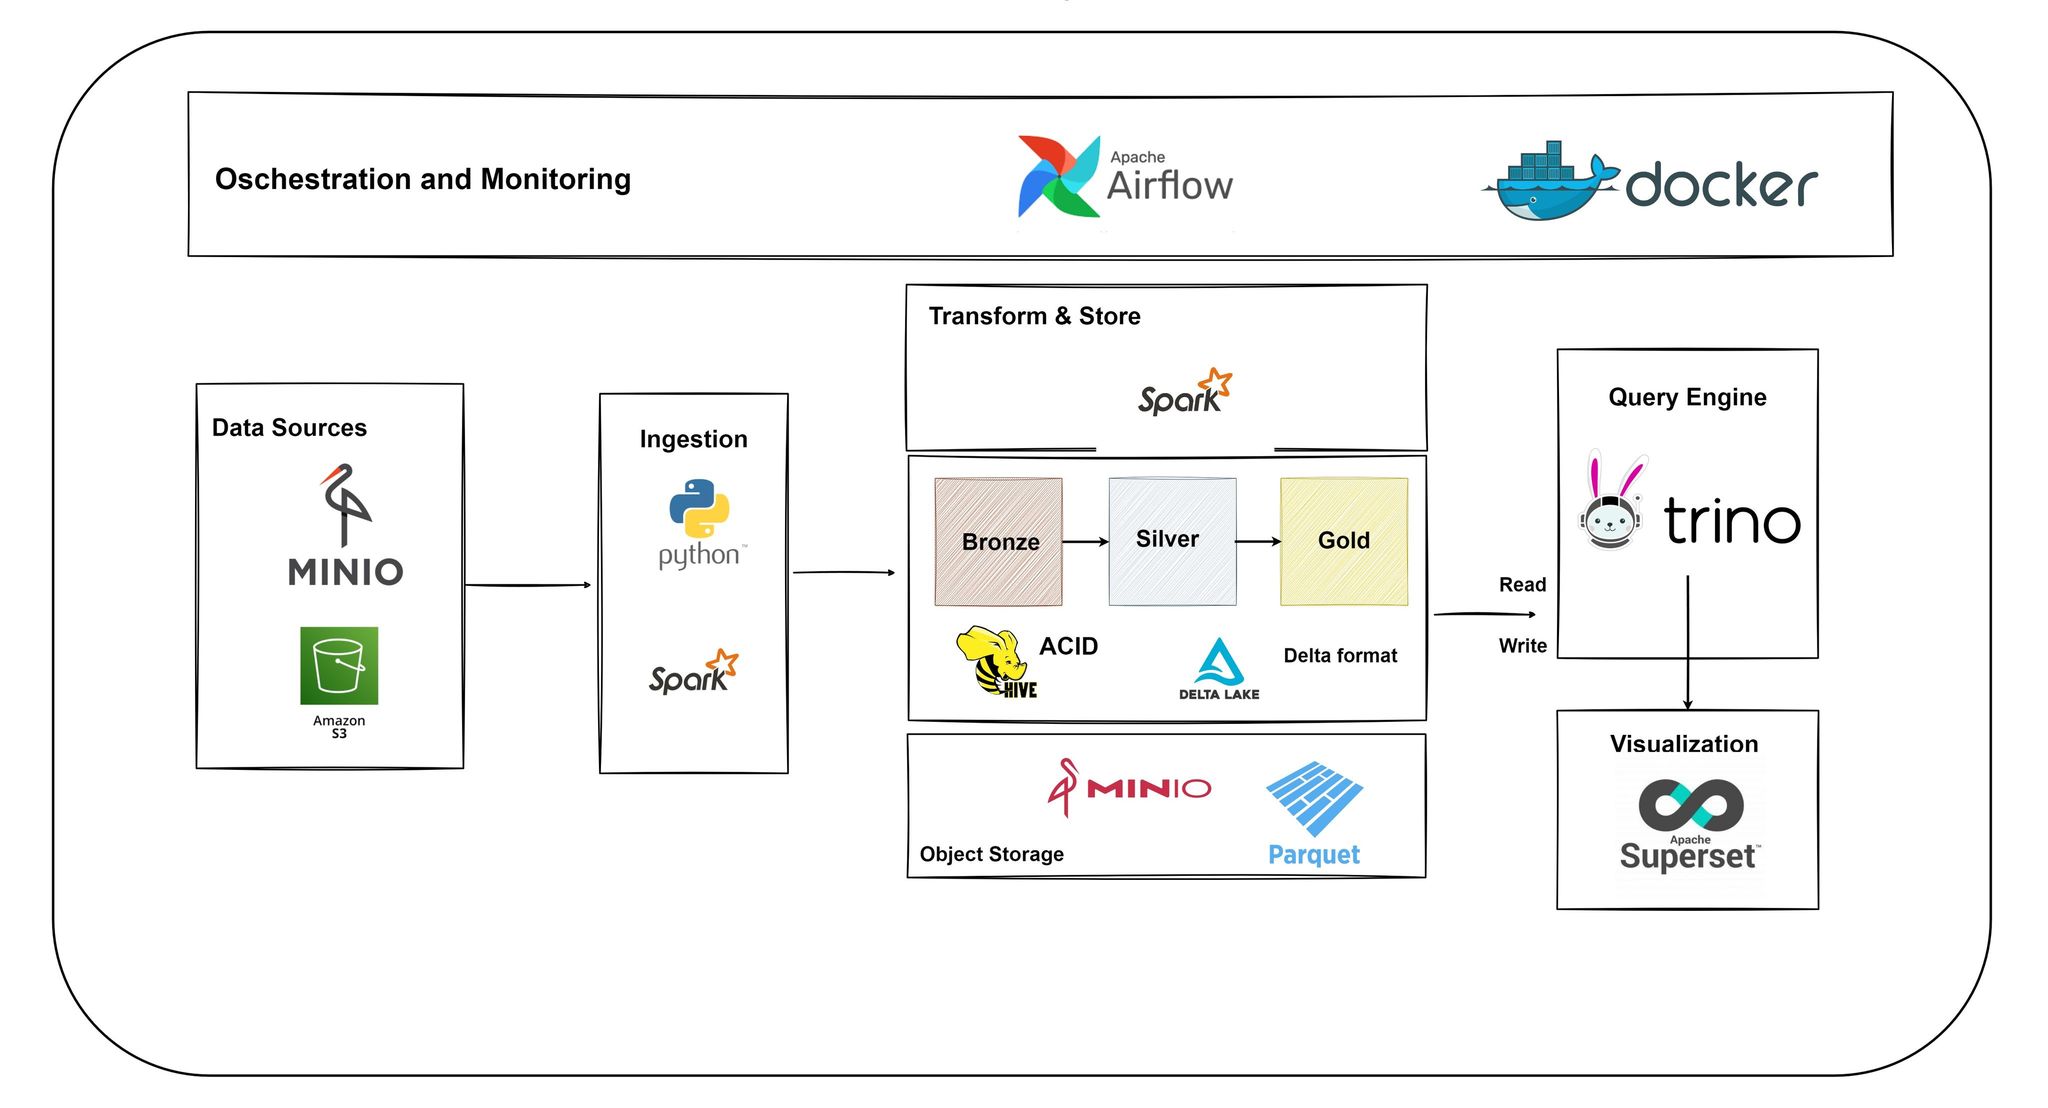 Oschestration and Monitoring
Apache
Airflow
docker
Transform & Store
Spark
Data Sources
MINIO
Amazon
S3
Ingestion
python™
Spark
Bronze
Silver
Gold
HIVE
ACID
DELTA LAKE
Delta format
MINIO
Parquet
Object Storage
Read
Write
Query Engine
trino
Visualization
Apache
Superset™